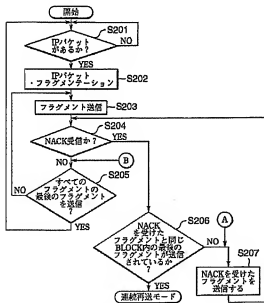 開始
S201
IPパケット
があるか?
NO
YES
IPパケット
・フラグメンテーション
S202
フラグメント送信
S203
S204
NACK受信か?
YES
NO
B
S205
すべての
フラグメントの
最後のフラグメント
を送信?
NO
YES
S206
NACK
を受けた
フラグメントと同じ
BLOCK内の最後の
フラグメントが送信
されているか
?
NO
A
S207
NACKを受けた
フラグメントを
送信する
YES
連続再送モード